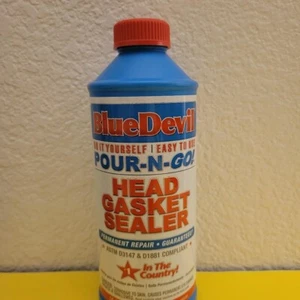 BlueDevil
DO IT YOURSELF | EASY TO USE
POUR-N-GO!
HEAD
GASKET
SEALER
PERMANENT REPAIR • GUARANTEED
ASTM D3147 & D1881 COMPLIANT
#1 In The
Country!